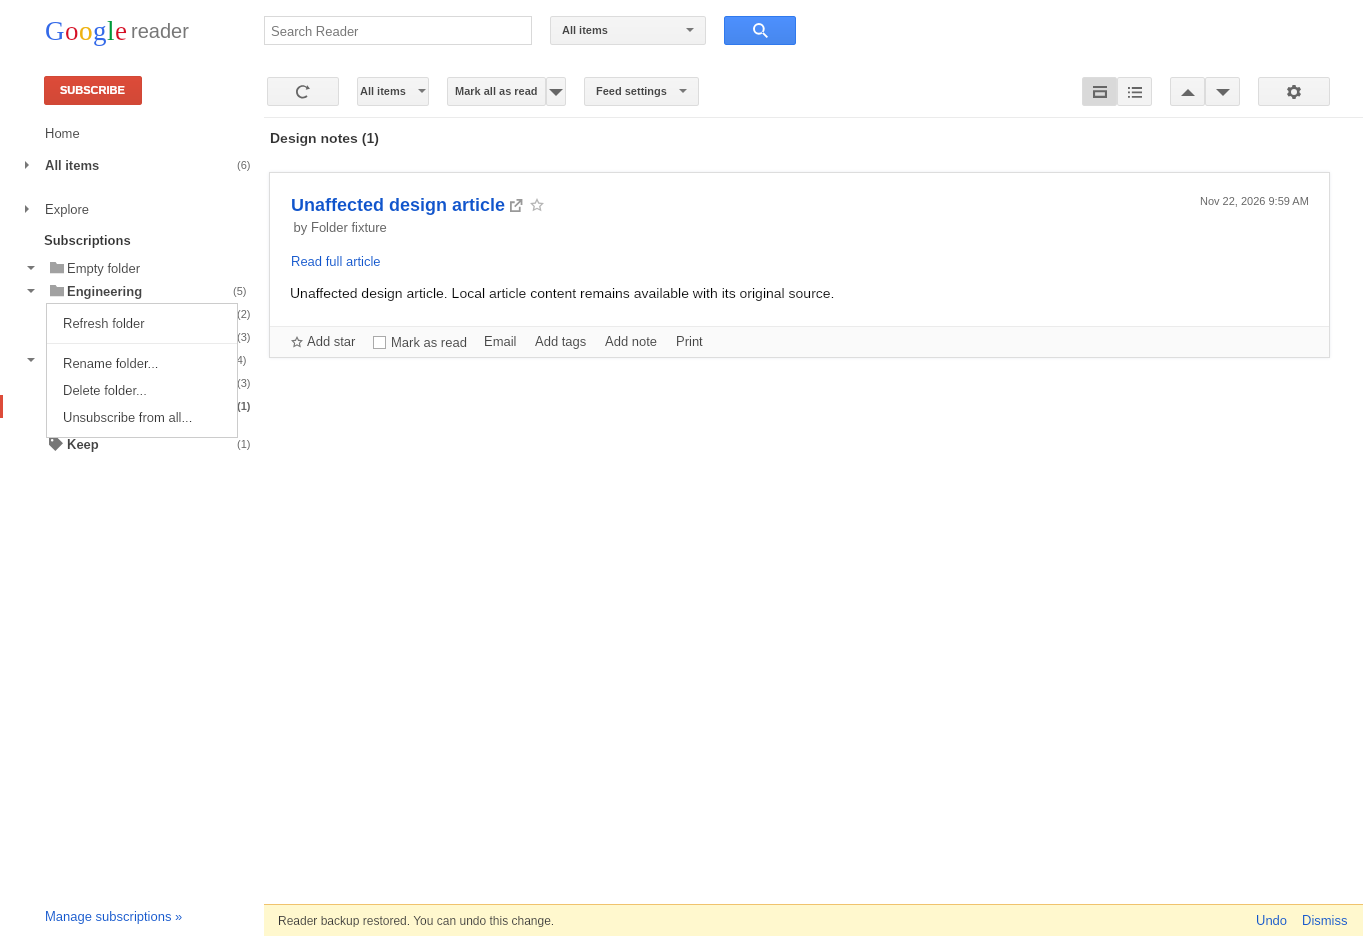 Google reader
Search Reader
All items
SUBSCRIBE
All items
Mark all as read
Feed settings
Home
All items (6)
Explore
Subscriptions
Empty folder
Engineering (5)
(2)
(3)
4)
(3)
(1)
Refresh folder
Rename folder...
Delete folder...
Unsubscribe from all...
Keep (1)
Manage subscriptions »
Design notes (1)
Unaffected design article
Nov 22, 2026 9:59 AM
by Folder fixture
Read full article
Unaffected design article. Local article content remains available with its original source.
Add star Mark as read Email Add tags Add note Print
Reader backup restored. You can undo this change. Undo Dismiss